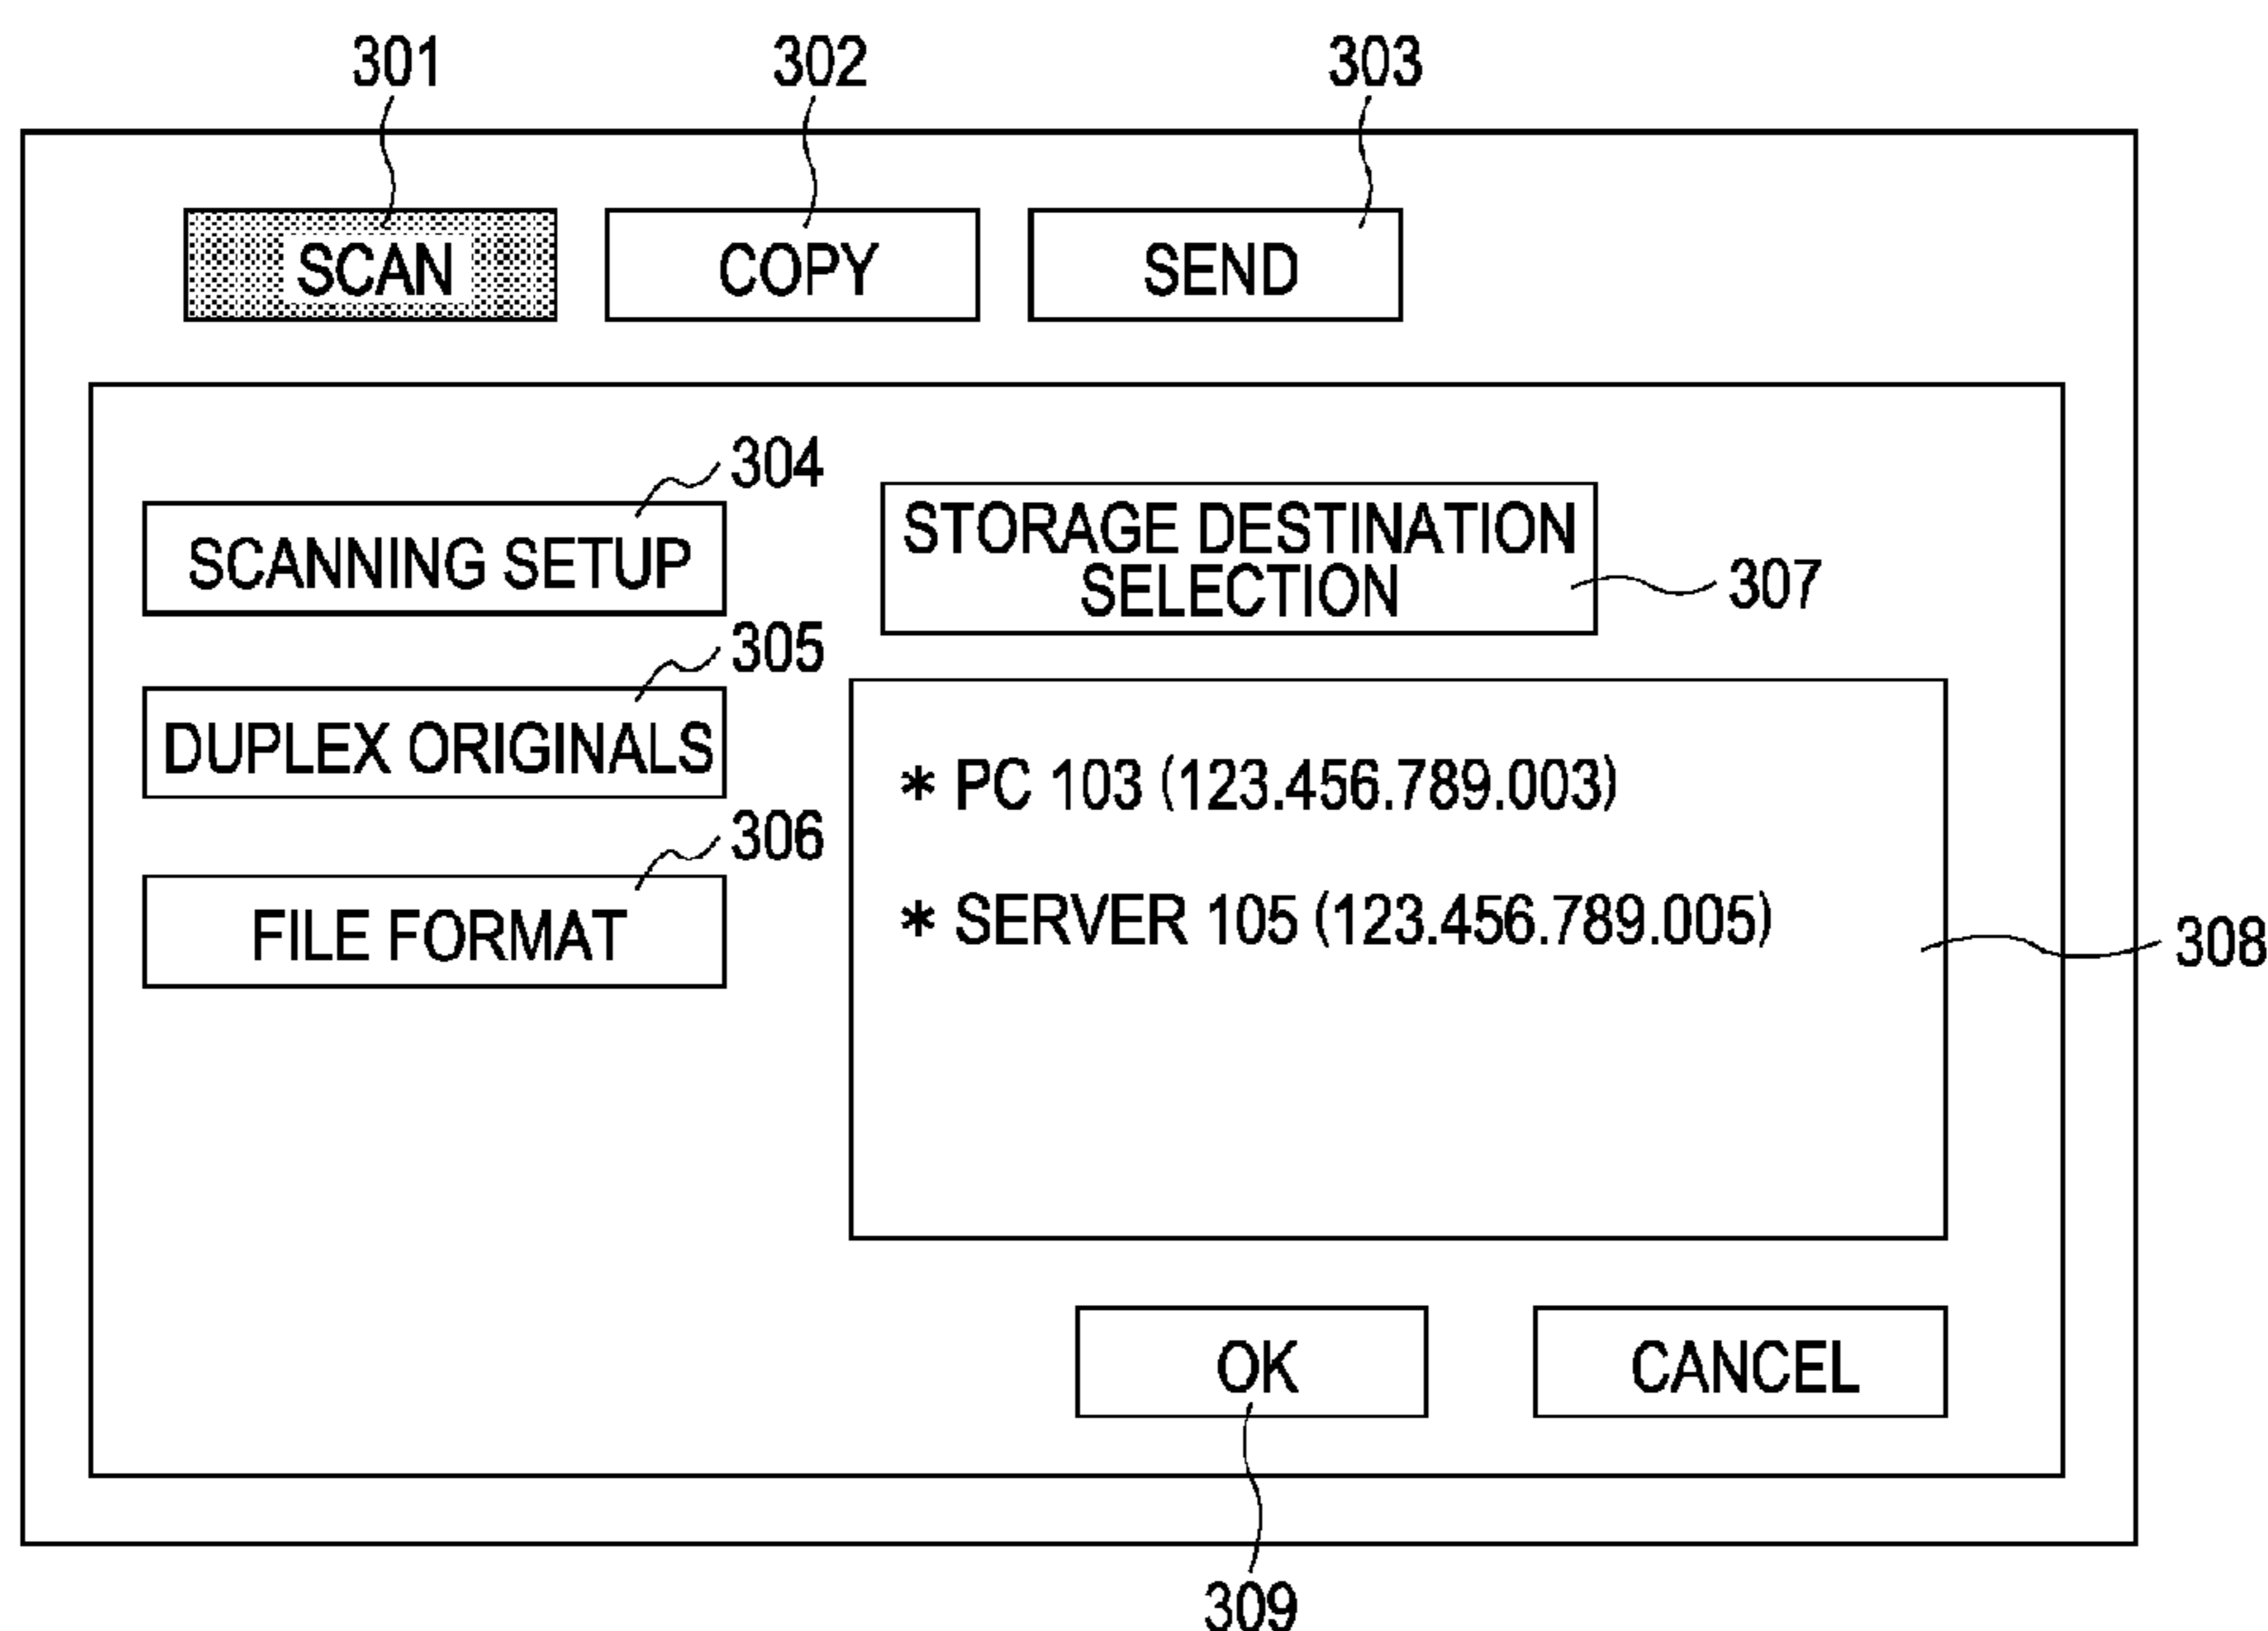 301
302
303
SCAN
COPY
SEND
304
SCANNING SETUP
STORAGE DESTINATION
SELECTION
307
305
DUPLEX ORIGINALS
* PC 103 (123.456.789.003)
306
FILE FORMAT
* SERVER 105 (123.456.789.005)
308
OK
CANCEL
309